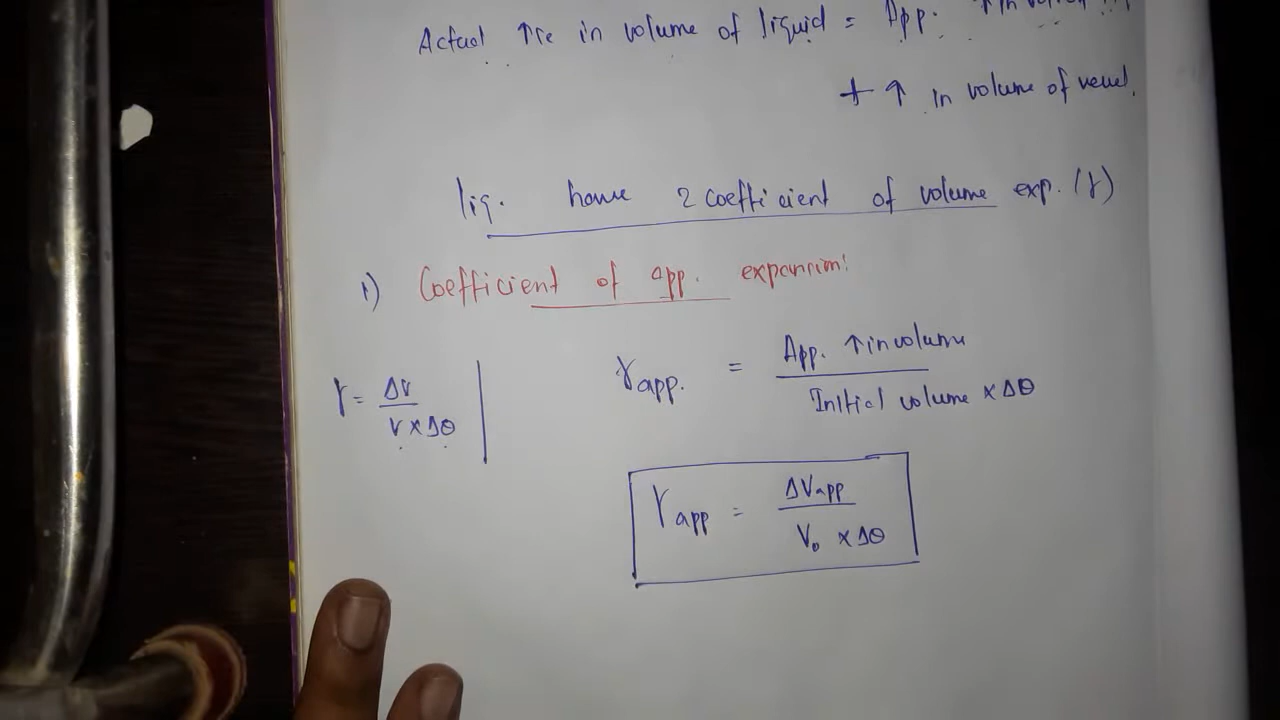 Actual ↑se in volume of liquid = App. ↑ in
+ ↑ in volume of vessel.
liq. have 2 coefficient of volume exp. (γ)
1) Coefficient of app. expansion:
γ = ΔV / V × Δθ
γapp. = App. ↑ in volume / Initial volume × Δθ
γapp = ΔVapp / V₀ × Δθ